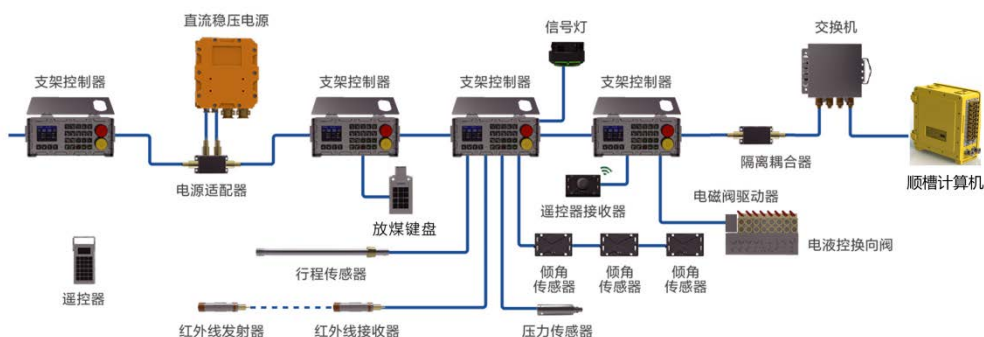 直流稳压电源
信号灯
交换机
支架控制器
支架控制器
支架控制器
支架控制器
电源适配器
隔离耦合器
顺槽计算机
放煤键盘
遥控器接收器
电磁阀驱动器
电液控换向阀
行程传感器
倾角
传感器
倾角
传感器
倾角
传感器
遥控器
红外线发射器
红外线接收器
压力传感器